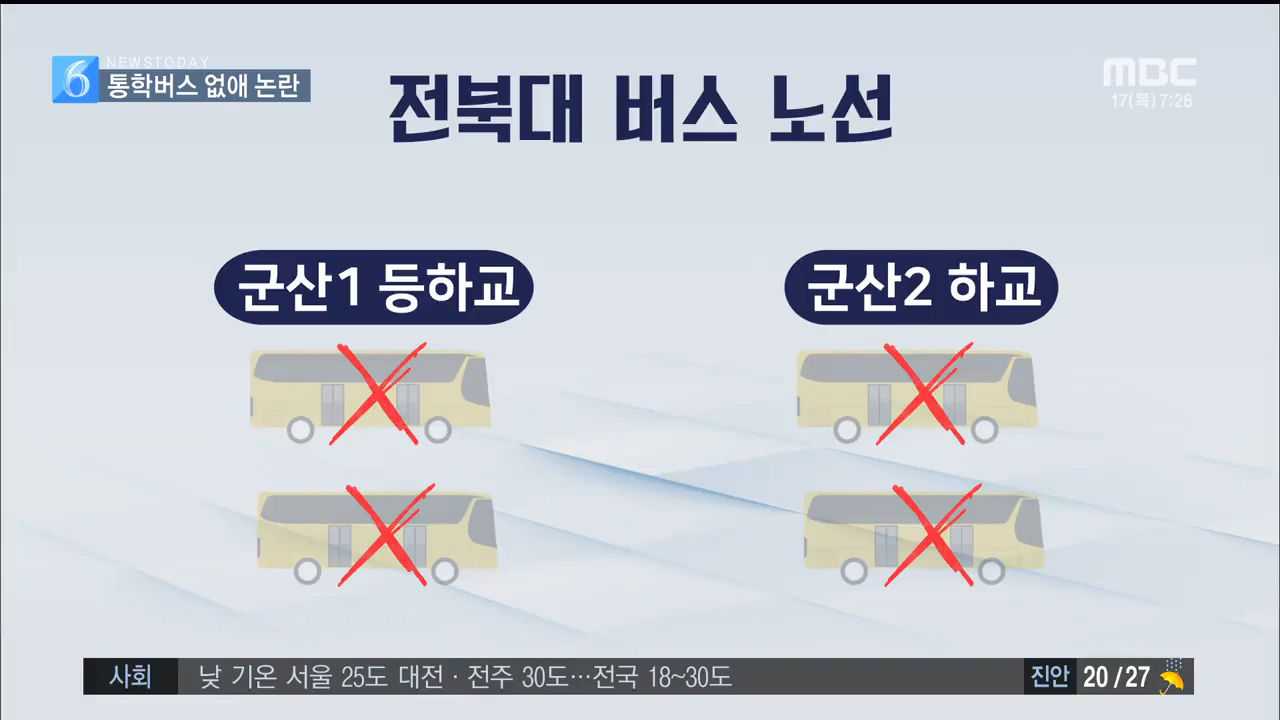 6 NEWSTODAY
통학버스 없애 논란
MBC
17(목) 7:26
전북대 버스 노선
군산1 등하교
군산2 하교
사회 낮 기온 서울 25도 대전·전주 30도…전국 18~30도 진안 20/27